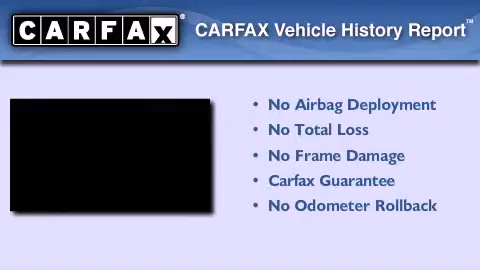 CARFAX® CARFAX Vehicle History Report™
• No Airbag Deployment
• No Total Loss
• No Frame Damage
• Carfax Guarantee
• No Odometer Rollback